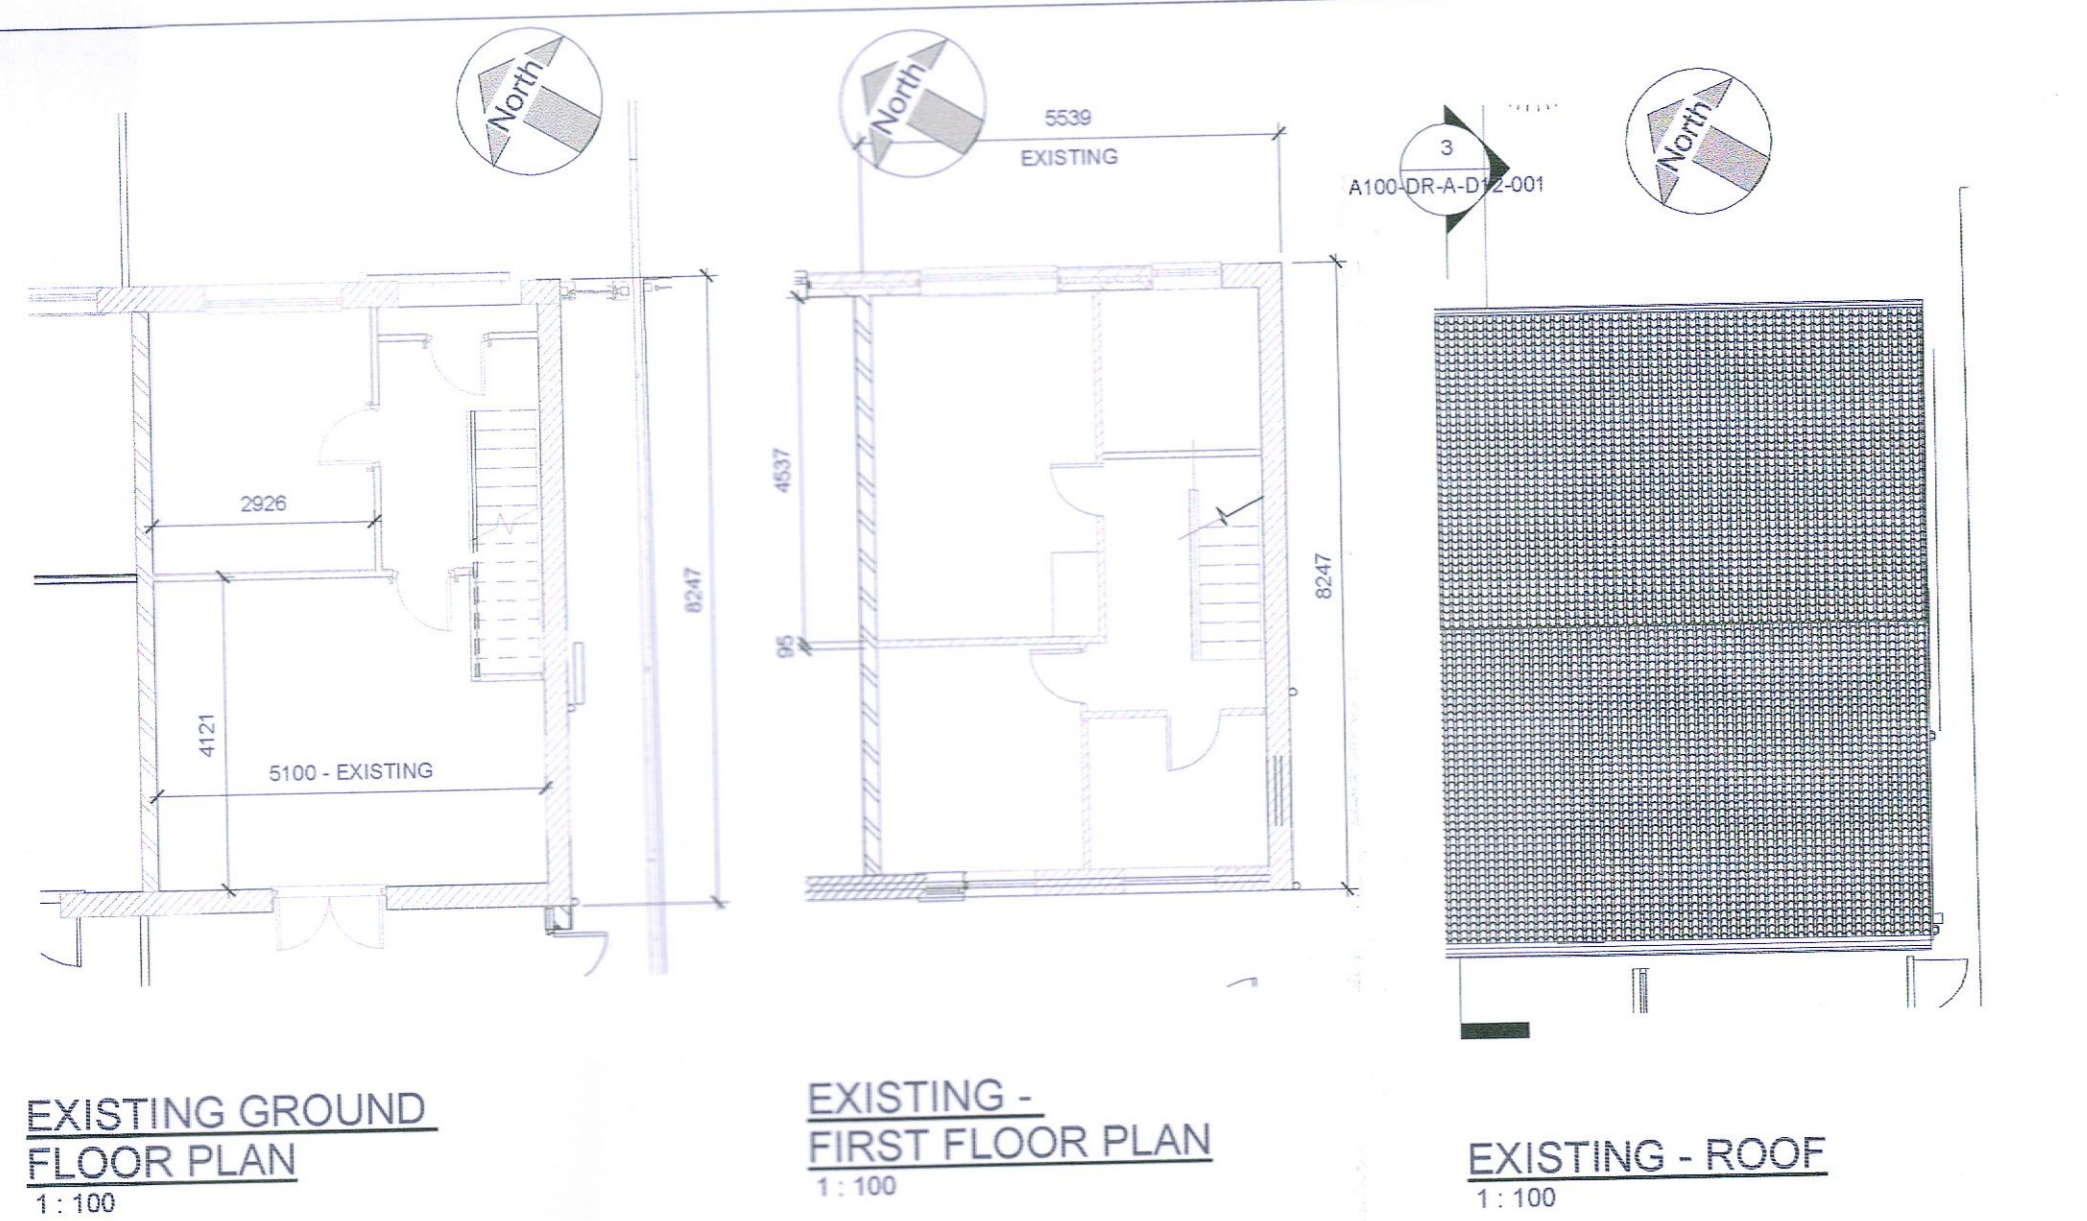 North
2926
8247
4121
5100 - EXISTING
EXISTING GROUND
FLOOR PLAN
1 : 100
North
5539
EXISTING
4537
95
8247
EXISTING -
FIRST FLOOR PLAN
1 : 100
3
A100-DR-A-D12-001
North
EXISTING - ROOF
1 : 100